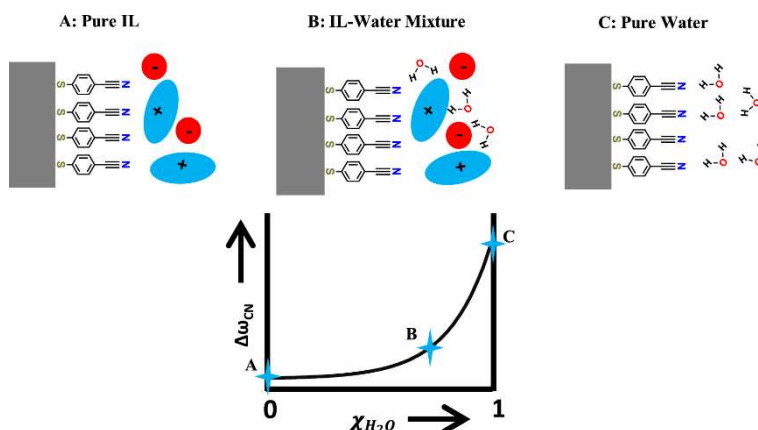 A: Pure IL
B: IL-Water Mixture
C: Pure Water
S N
S N
S N
S N
-
+
-
+
S N
S N
S N
S N
H O H
-
+
H O H
-
H O H
+
S N
S N
S N
S N
H O H
H O H
H O H
H O H
H O
Δω_CN
A
B
C
0
χ_H₂O
1